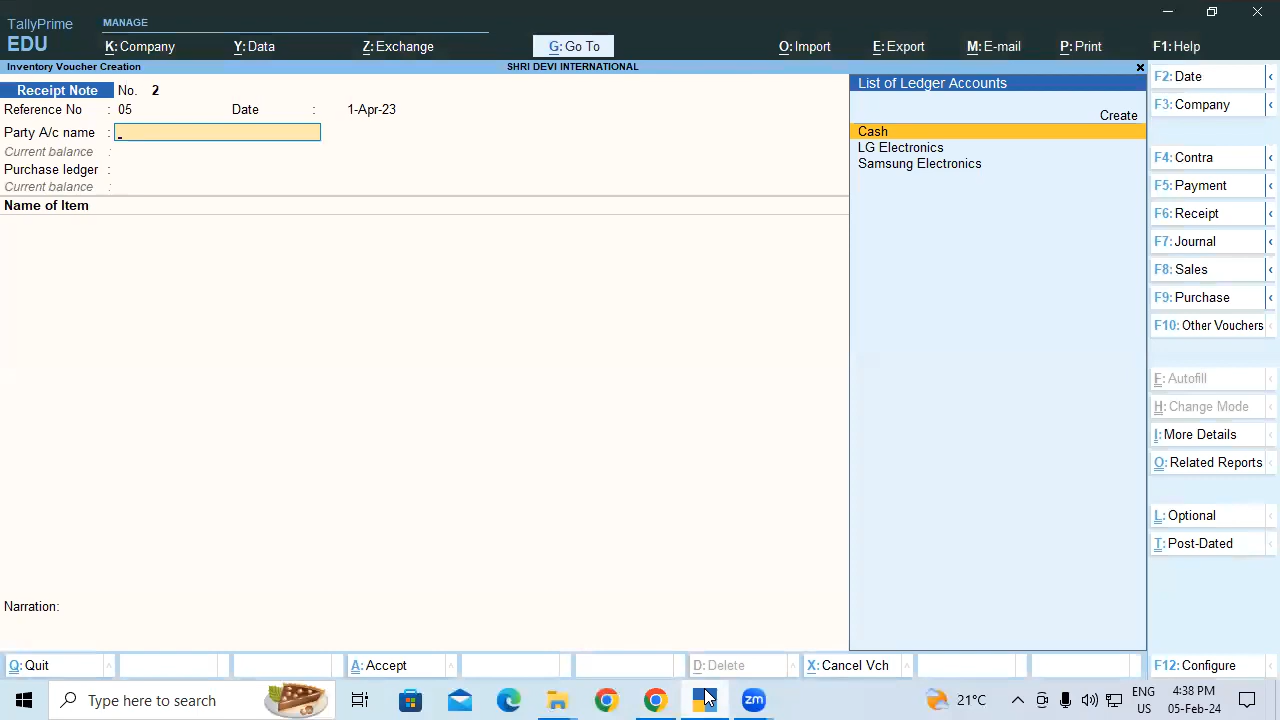 TallyPrime
EDU
MANAGE
K: Company
Y: Data
Z: Exchange
G: Go To
O: Import
E: Export
M: E-mail
P: Print
F1: Help
Inventory Voucher Creation
SHRI DEVI INTERNATIONAL
Receipt Note No. 2
Reference No : 05 Date : 1-Apr-23
Party A/c name :
Current balance :
Purchase ledger :
Current balance :
Name of Item
Narration:
List of Ledger Accounts
Create
Cash
LG Electronics
Samsung Electronics
F2: Date
F3: Company
F4: Contra
F5: Payment
F6: Receipt
F7: Journal
F8: Sales
F9: Purchase
F10: Other Vouchers
F: Autofill
H: Change Mode
I: More Details
O: Related Reports
L: Optional
T: Post-Dated
Q: Quit
A: Accept
D: Delete
X: Cancel Vch
F12: Configure
Type here to search
zm
21°C
ENG
US
4:38 PM
05-Feb-24